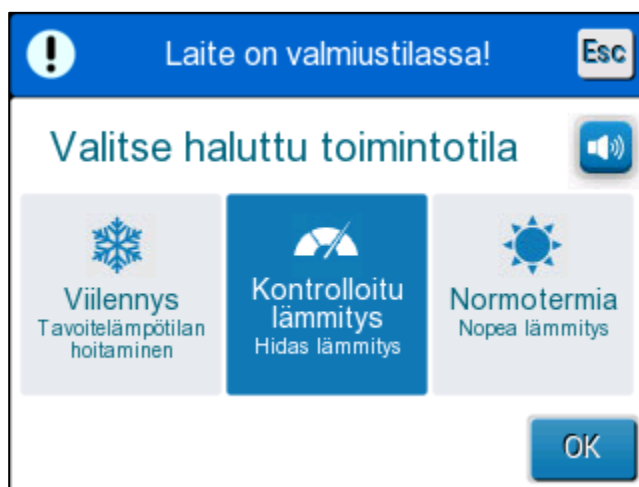 Laite on valmiustilassa!
Esc
Valitse haluttu toimintotila
Viilennys
Tavoitelämpötilan
hoitaminen
Kontrolloitu
lämmitys
Hidas lämmitys
Normotermia
Nopea lämmitys
OK